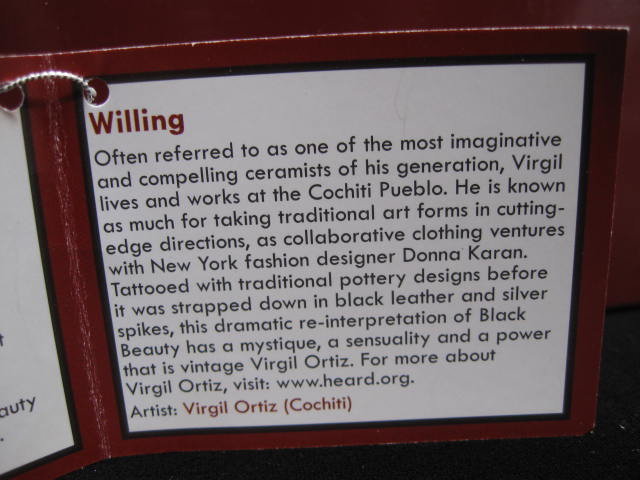 Willing
Often referred to as one of the most imaginative
and compelling ceramists of his generation, Virgil
lives and works at the Cochiti Pueblo. He is known
as much for taking traditional art forms in cutting-
edge directions, as collaborative clothing ventures
with New York fashion designer Donna Karan.
Tattooed with traditional pottery designs before
it was strapped down in black leather and silver
spikes, this dramatic re-interpretation of Black
Beauty has a mystique, a sensuality and a power
that is vintage Virgil Ortiz. For more about
Virgil Ortiz, visit: www.heard.org.
Artist: Virgil Ortiz (Cochiti)